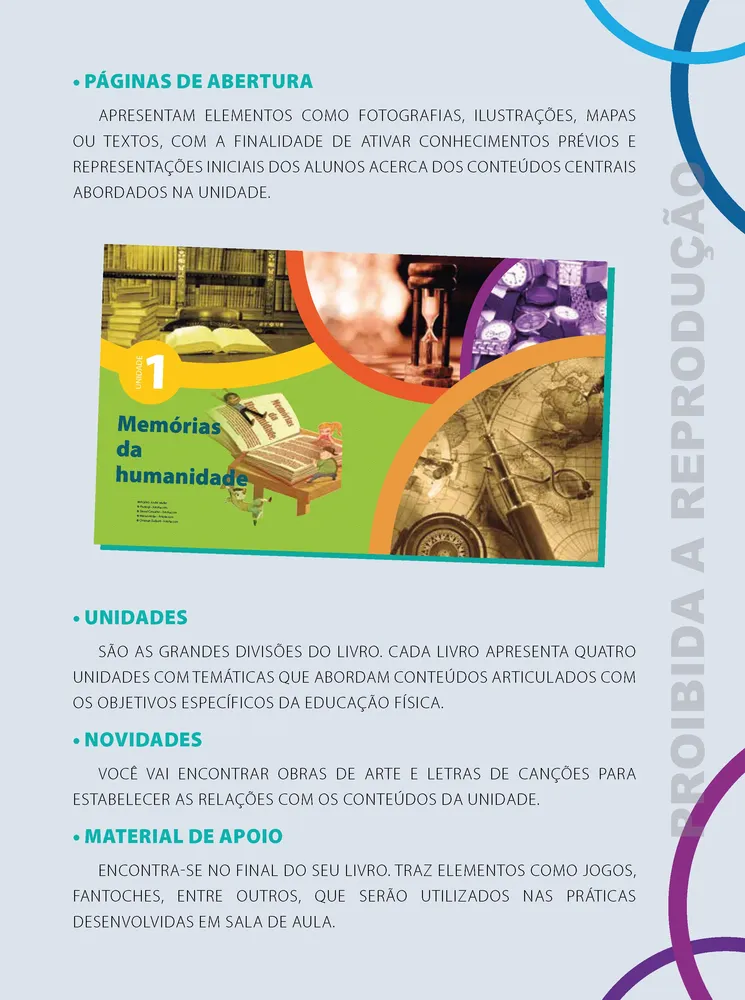 • PÁGINAS DE ABERTURA
APRESENTAM ELEMENTOS COMO FOTOGRAFIAS, ILUSTRAÇÕES, MAPAS
OU TEXTOS, COM A FINALIDADE DE ATIVAR CONHECIMENTOS PRÉVIOS E
REPRESENTAÇÕES INICIAIS DOS ALUNOS ACERCA DOS CONTEÚDOS CENTRAIS
ABORDADOS NA UNIDADE.
UNIDADE
1
Memórias
da
humanidade
Memórias
da
• UNIDADES
SÃO AS GRANDES DIVISÕES DO LIVRO. CADA LIVRO APRESENTA QUATRO
UNIDADES COM TEMÁTICAS QUE ABORDAM CONTEÚDOS ARTICULADOS COM
OS OBJETIVOS ESPECÍFICOS DA EDUCAÇÃO FÍSICA.
• NOVIDADES
VOCÊ VAI ENCONTRAR OBRAS DE ARTE E LETRAS DE CANÇÕES PARA
ESTABELECER AS RELAÇÕES COM OS CONTEÚDOS DA UNIDADE.
• MATERIAL DE APOIO
ENCONTRA-SE NO FINAL DO SEU LIVRO. TRAZ ELEMENTOS COMO JOGOS,
FANTOCHES, ENTRE OUTROS, QUE SERÃO UTILIZADOS NAS PRÁTICAS
DESENVOLVIDAS EM SALA DE AULA.
PROIBIDA A REPRODUÇÃO